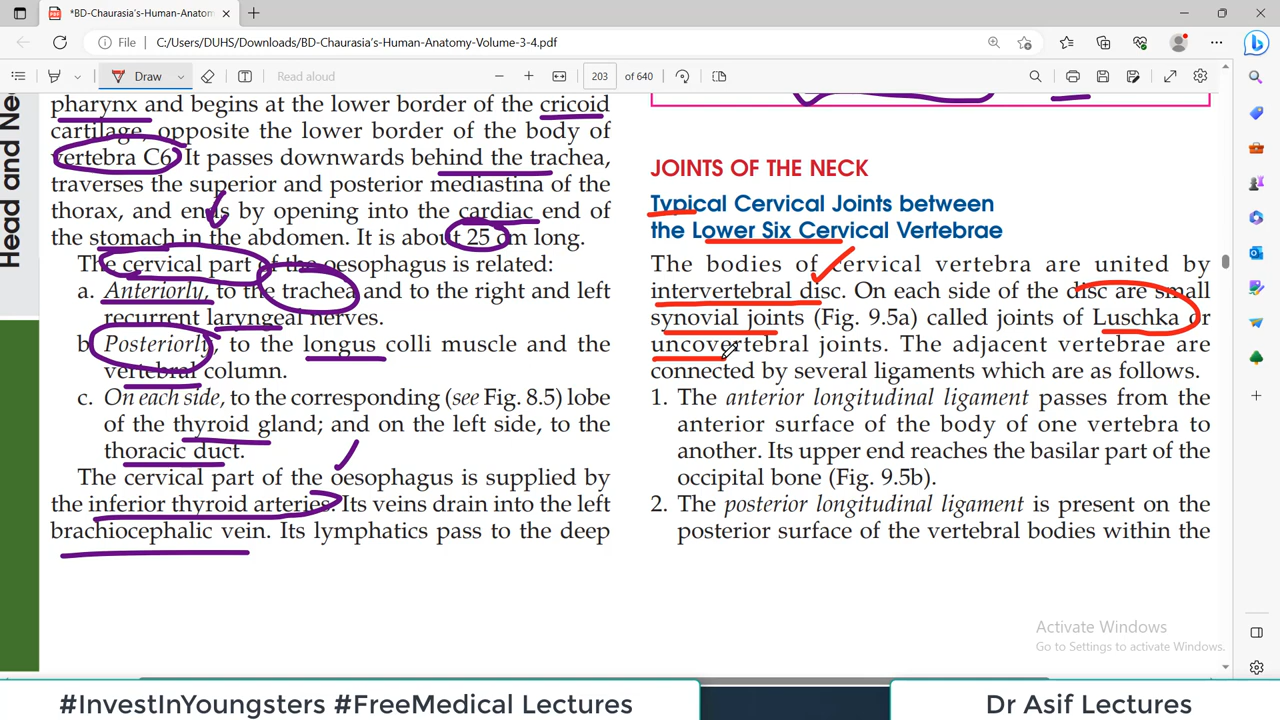 *BD-Chaurasia's-Human-Anatom
File
C:/Users/DUHS/Downloads/BD-Chaurasia's-Human-Anatomy-Volume-3-4.pdf
Draw
Read aloud
203
of 640
Head and Ne
pharynx and begins at the lower border of the cricoid
cartilage, opposite the lower border of the body of
vertebra C6. It passes downwards behind the trachea,
traverses the superior and posterior mediastina of the
thorax, and ends by opening into the cardiac end of
the stomach in the abdomen. It is about 25 cm long.
The cervical part of the oesophagus is related:
a. Anteriorly, to the trachea and to the right and left
recurrent laryngeal nerves.
b. Posteriorly, to the longus colli muscle and the
vertebral column.
c. On each side, to the corresponding (see Fig. 8.5) lobe
of the thyroid gland; and on the left side, to the
thoracic duct.
The cervical part of the oesophagus is supplied by
the inferior thyroid arteries. Its veins drain into the left
brachiocephalic vein. Its lymphatics pass to the deep
JOINTS OF THE NECK
Typical Cervical Joints between
the Lower Six Cervical Vertebrae
The bodies of cervical vertebra are united by
intervertebral disc. On each side of the disc are small
synovial joints (Fig. 9.5a) called joints of Luschka or
uncovertebral joints. The adjacent vertebrae are
connected by several ligaments which are as follows.
1. The anterior longitudinal ligament passes from the
anterior surface of the body of one vertebra to
another. Its upper end reaches the basilar part of the
occipital bone (Fig. 9.5b).
2. The posterior longitudinal ligament is present on the
posterior surface of the vertebral bodies within the
Activate Windows
Go to Settings to activate Windows.
#InvestInYoungsters #FreeMedical Lectures
Dr Asif Lectures